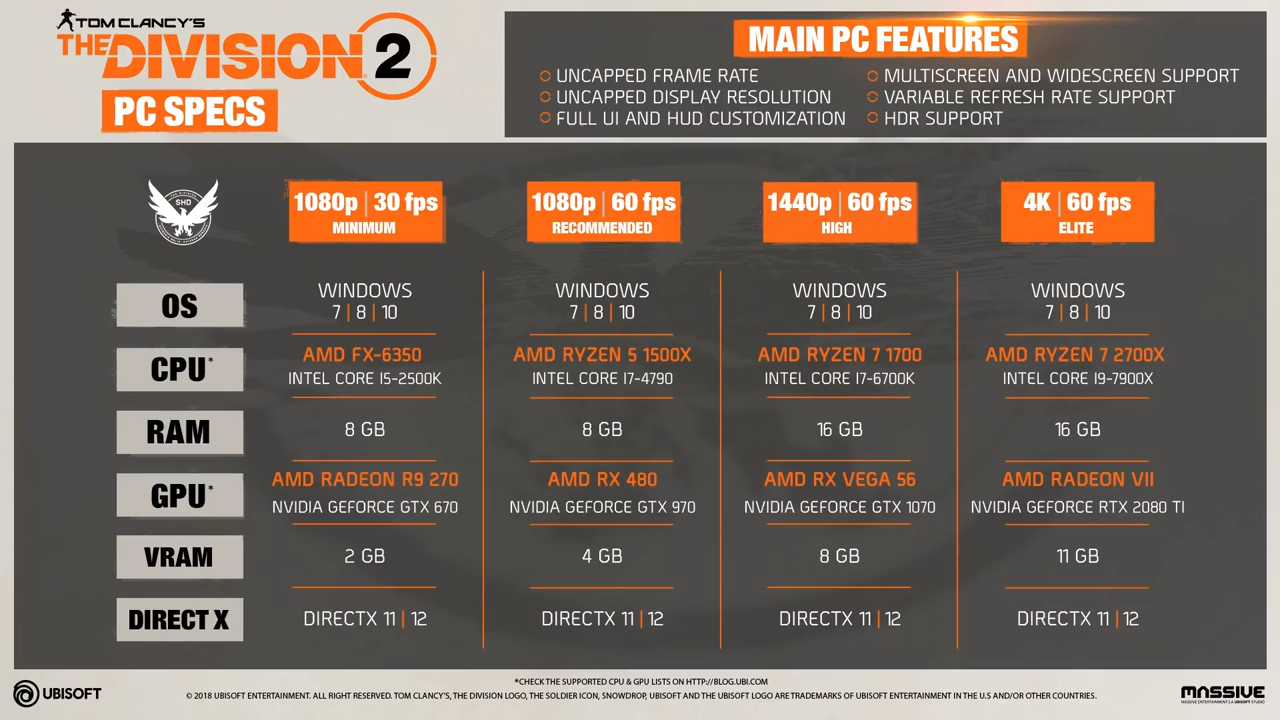 TOM CLANCY'S
THE DIVISION 2
PC SPECS
MAIN PC FEATURES
UNCAPPED FRAME RATE
UNCAPPED DISPLAY RESOLUTION
FULL UI AND HUD CUSTOMIZATION
MULTISCREEN AND WIDESCREEN SUPPORT
VARIABLE REFRESH RATE SUPPORT
HDR SUPPORT
SHD
1080p | 30 fps
MINIMUM
1080p | 60 fps
RECOMMENDED
1440p | 60 fps
HIGH
4K | 60 fps
ELITE
OS
WINDOWS
7 | 8 | 10
WINDOWS
7 | 8 | 10
WINDOWS
7 | 8 | 10
WINDOWS
7 | 8 | 10
CPU*
AMD FX-6350
INTEL CORE I5-2500K
AMD RYZEN 5 1500X
INTEL CORE I7-4790
AMD RYZEN 7 1700
INTEL CORE I7-6700K
AMD RYZEN 7 2700X
INTEL CORE I9-7900X
RAM
8 GB
8 GB
16 GB
16 GB
GPU*
AMD RADEON R9 270
NVIDIA GEFORCE GTX 670
AMD RX 480
NVIDIA GEFORCE GTX 970
AMD RX VEGA 56
NVIDIA GEFORCE GTX 1070
AMD RADEON VII
NVIDIA GEFORCE RTX 2080 TI
VRAM
2 GB
4 GB
8 GB
11 GB
DIRECT X
DIRECTX 11 | 12
DIRECTX 11 | 12
DIRECTX 11 | 12
DIRECTX 11 | 12
UBISOFT
*CHECK THE SUPPORTED CPU & GPU LISTS ON HTTP://BLOG.UBI.COM
© 2018 UBISOFT ENTERTAINMENT. ALL RIGHT RESERVED. TOM CLANCY'S, THE DIVISION LOGO, THE SOLDIER ICON, SNOWDROP, UBISOFT AND THE UBISOFT LOGO ARE TRADEMARKS OF UBISOFT ENTERTAINMENT IN THE U.S AND/OR OTHER COUNTRIES.
MASSIVE
MASSIVE ENTERTAINMENT | A UBISOFT STUDIO